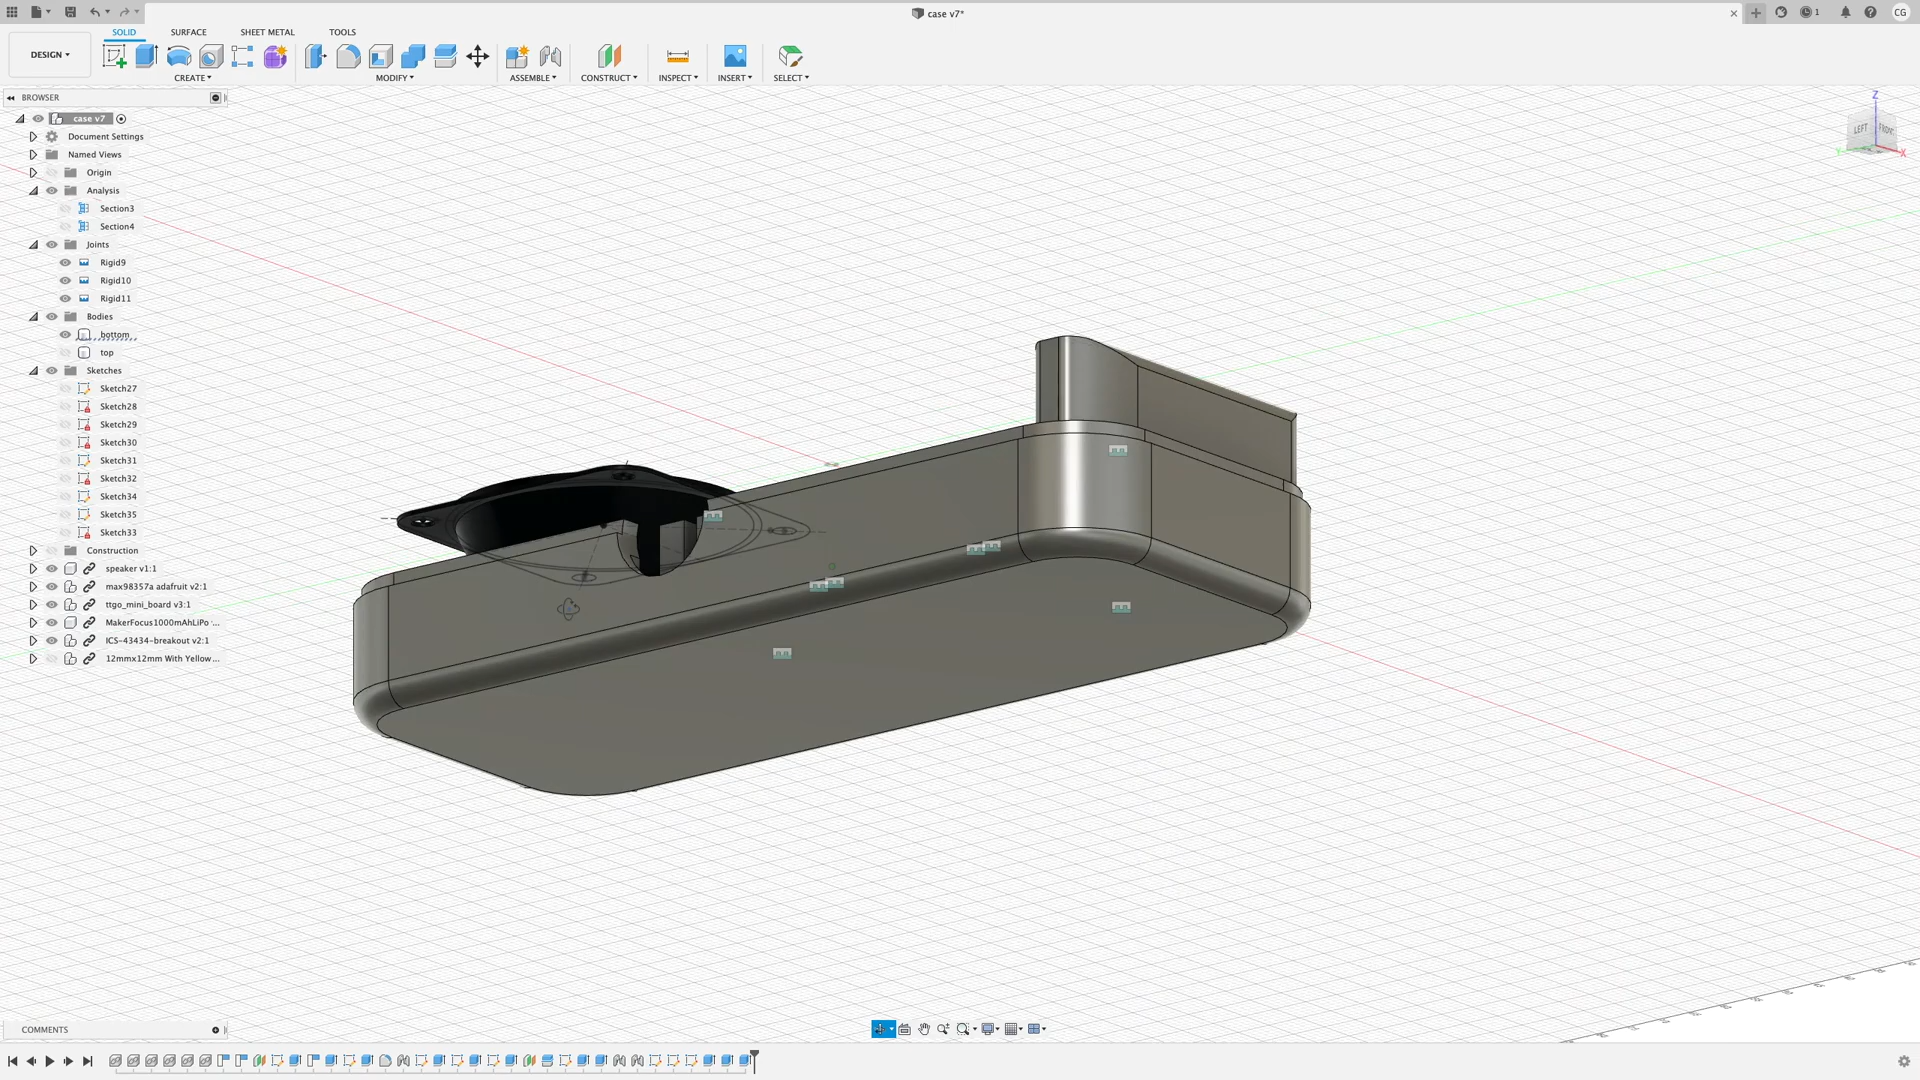 case v7*
1
CG
DESIGN
SOLID
SURFACE
SHEET METAL
TOOLS
CREATE
MODIFY
ASSEMBLE
CONSTRUCT
INSPECT
INSERT
SELECT
BROWSER
case v7
Document Settings
Named Views
Origin
Analysis
Section3
Section4
Joints
Rigid9
Rigid10
Rigid11
Bodies
bottom
top
Sketches
Sketch27
Sketch28
Sketch29
Sketch30
Sketch31
Sketch32
Sketch34
Sketch35
Sketch33
Construction
speaker v1:1
max98357a adafruit v2:1
ttgo_mini_board v3:1
MakerFocus1000mAhLiPo ...
ICS-43434-breakout v2:1
12mmx12mm With Yellow ...
Z
LEFT
FRONT
Y
X
COMMENTS